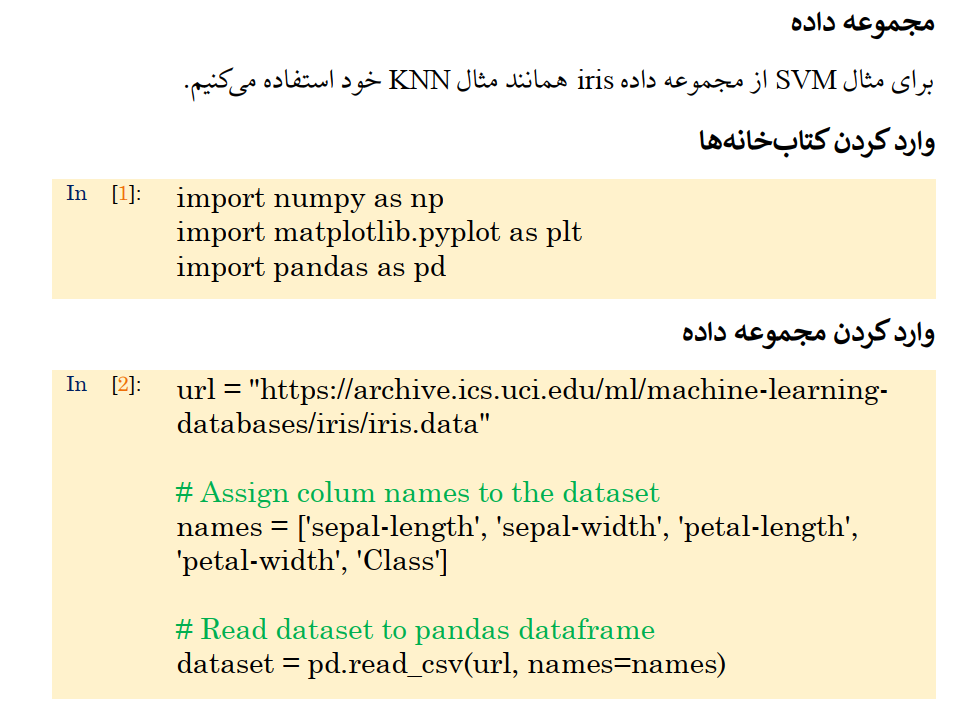 مجموعه داده
برای مثال SVM از مجموعه داده iris همانند مثال KNN خود استفاده می‌کنیم.
وارد کردن کتاب‌خانه‌ها
In [1]: import numpy as np
import matplotlib.pyplot as plt
import pandas as pd
وارد کردن مجموعه داده
In [2]: url = "https://archive.ics.uci.edu/ml/machine-learning-
databases/iris/iris.data"
# Assign colum names to the dataset
names = ['sepal-length', 'sepal-width', 'petal-length',
'petal-width', 'Class']
# Read dataset to pandas dataframe
dataset = pd.read_csv(url, names=names)